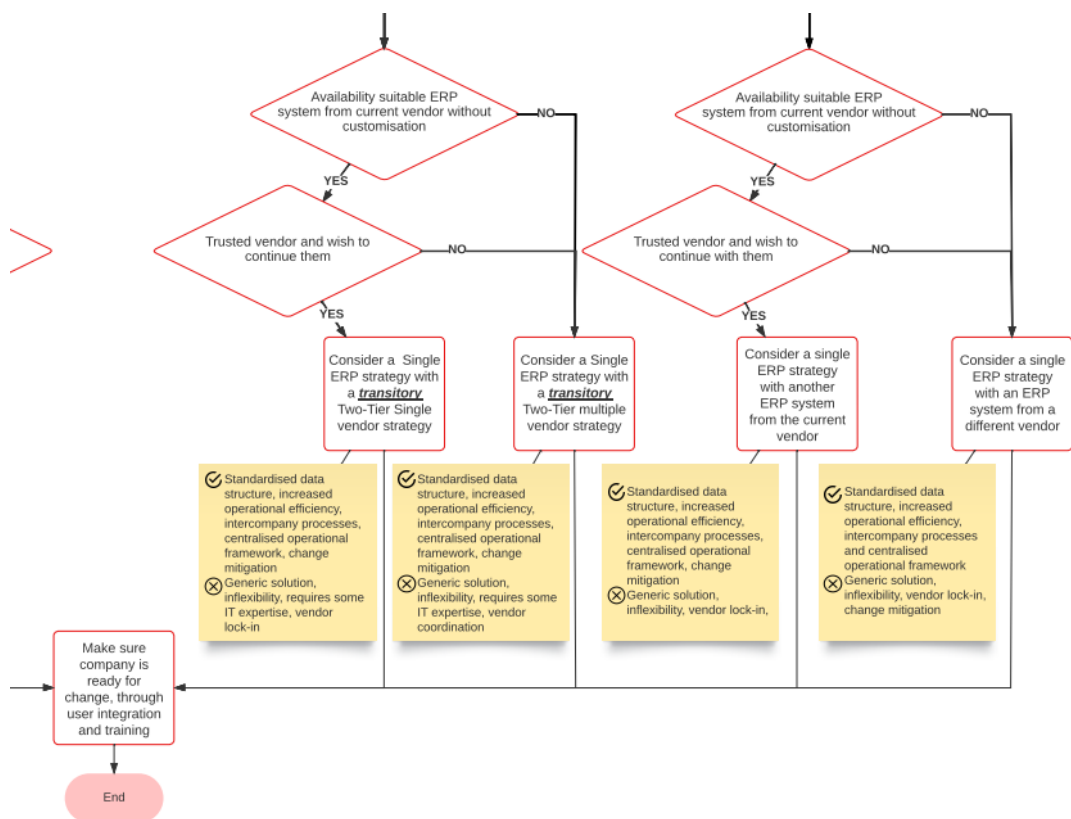 Availability suitable ERP
system from current vendor without
customisation
NO
YES
Availability suitable ERP
system from current vendor without
customisation
NO
YES
Trusted vendor and wish to
continue them
NO
YES
Trusted vendor and wish to
continue with them
NO
YES
Consider a Single
ERP strategy with
a transitory
Two-Tier Single
vendor strategy
Consider a Single
ERP strategy with
a transitory
Two-Tier multiple
vendor strategy
Consider a single
ERP strategy
with another
ERP system
from the current
vendor
Consider a single
ERP strategy
with an ERP
system from a
different vendor
Standardised data
structure, increased
operational efficiency,
intercompany processes,
centralised operational
framework, change
mitigation
Generic solution,
inflexibility, requires some
IT expertise, vendor
lock-in
Standardised data
structure, increased
operational efficiency,
intercompany processes,
centralised operational
framework, change
mitigation
Generic solution,
inflexibility, requires some
IT expertise, vendor
coordination
Standardised data
structure, increased
operational efficiency,
intercompany processes,
centralised operational
framework, change
mitigation
Generic solution,
inflexibility, vendor lock-in,
Standardised data
structure, increased
operational efficiency,
intercompany processes
and centralised
operational framework
Generic solution,
inflexibility, vendor lock-in,
change mitigation
Make sure
company is
ready for
change, through
user integration
and training
End